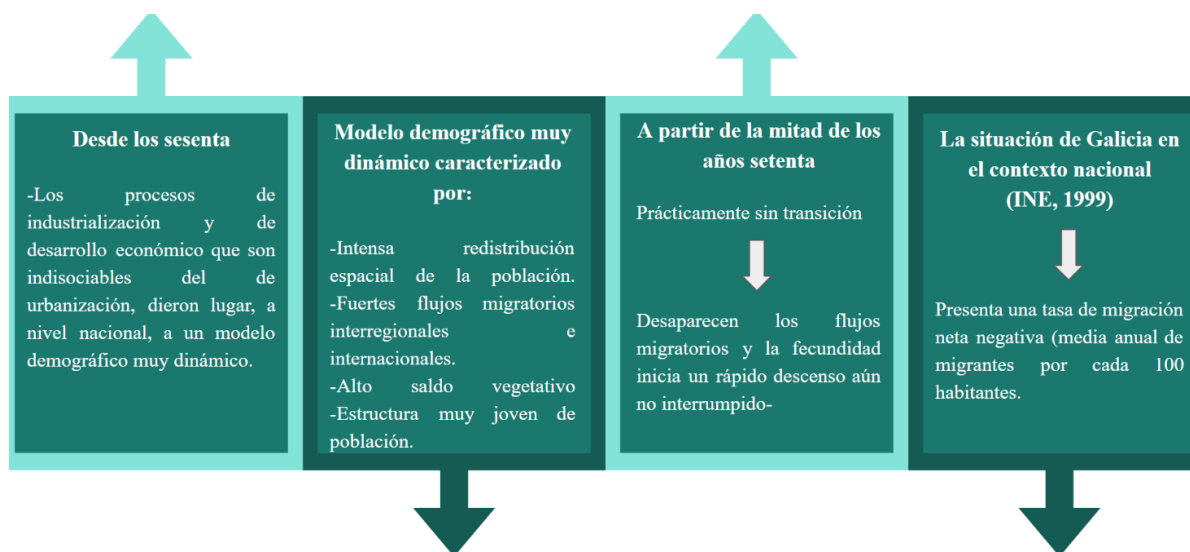 Desde los sesenta
-Los procesos de
industrialización y de
desarrollo económico que son
indisociables del de
urbanización, dieron lugar, a
nivel nacional, a un modelo
demográfico muy dinámico.
Modelo demográfico muy
dinámico caracterizado
por:
-Intensa redistribución
espacial de la población.
-Fuertes flujos migratorios
interregionales e
internacionales.
-Alto saldo vegetativo
-Estructura muy joven de
población.
A partir de la mitad de los
años setenta
Prácticamente sin transición
Desaparecen los flujos
migratorios y la fecundidad
inicia un rápido descenso aún
no interrumpido-
La situación de Galicia en
el contexto nacional
(INE, 1999)
Presenta una tasa de migración
neta negativa (media anual de
migrantes por cada 100
habitantes.